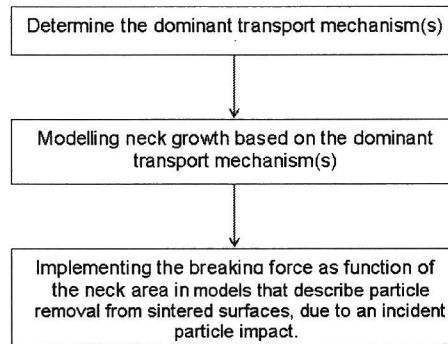 Determine the dominant transport mechanism(s)
Modelling neck growth based on the dominant
transport mechanism(s)
Implementing the breaking force as function of
the neck area in models that describe particle
removal from sintered surfaces, due to an incident
particle impact.